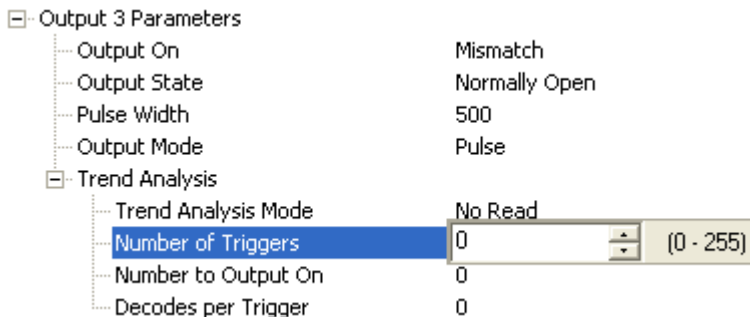 Output 3 Parameters
Output On Mismatch
Output State Normally Open
Pulse Width 500
Output Mode Pulse
Trend Analysis
Trend Analysis Mode No Read
Number of Triggers 0 (0 - 255)
Number to Output On 0
Decodes per Trigger 0